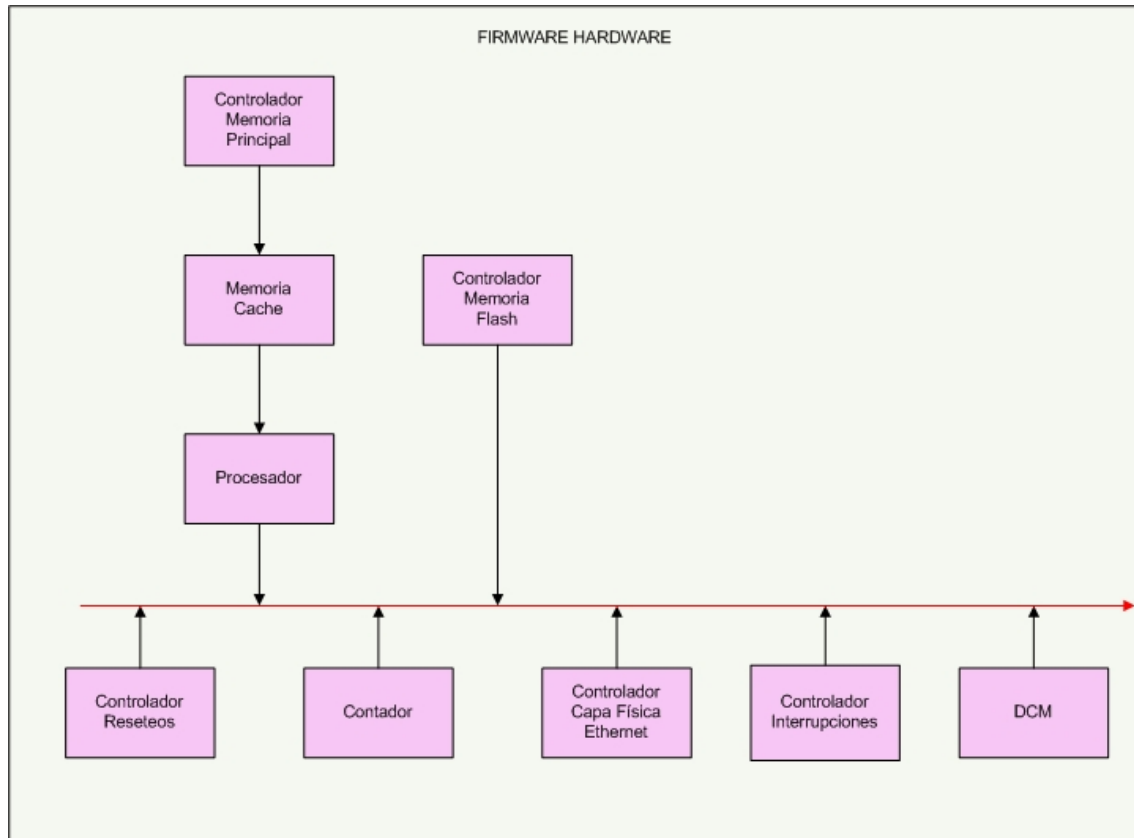 FIRMWARE HARDWARE
Controlador
Memoria
Principal
Memoria
Cache
Controlador
Memoria
Flash
Procesador
Controlador
Reseteos
Contador
Controlador
Capa Física
Ethernet
Controlador
Interrupciones
DCM